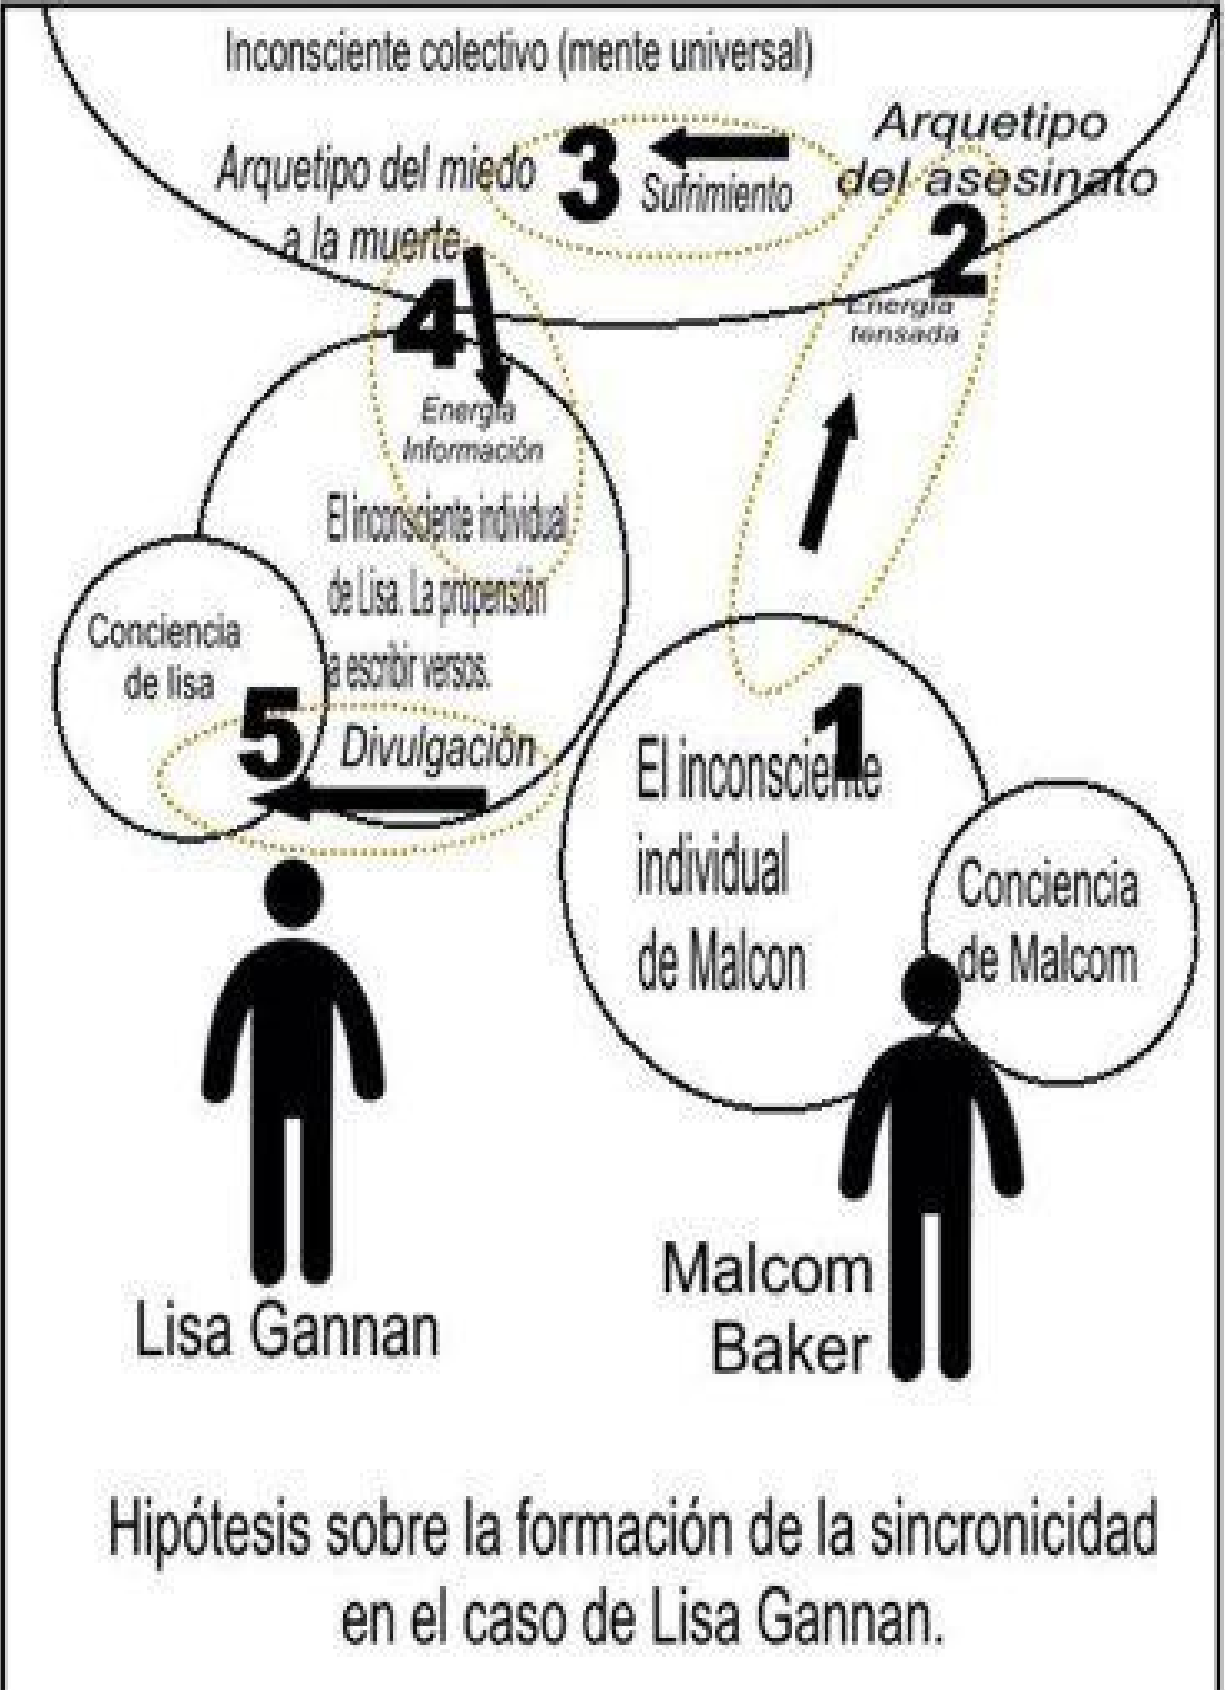 Inconsciente colectivo (mente universal)
Arquetipo
del asesinato
Arquetipo del miedo
a la muerte
3
Sufrimiento
2
Energía
tensada
4
Energía
Información
El inconsciente individual
de Lisa. La propensión
a escribir versos.
Conciencia
de lisa
5
Divulgación
1
El inconsciente
individual
de Malcon
Conciencia
de Malcom
Lisa Gannan
Malcom
Baker
Hipótesis sobre la formación de la sincronicidad
en el caso de Lisa Gannan.